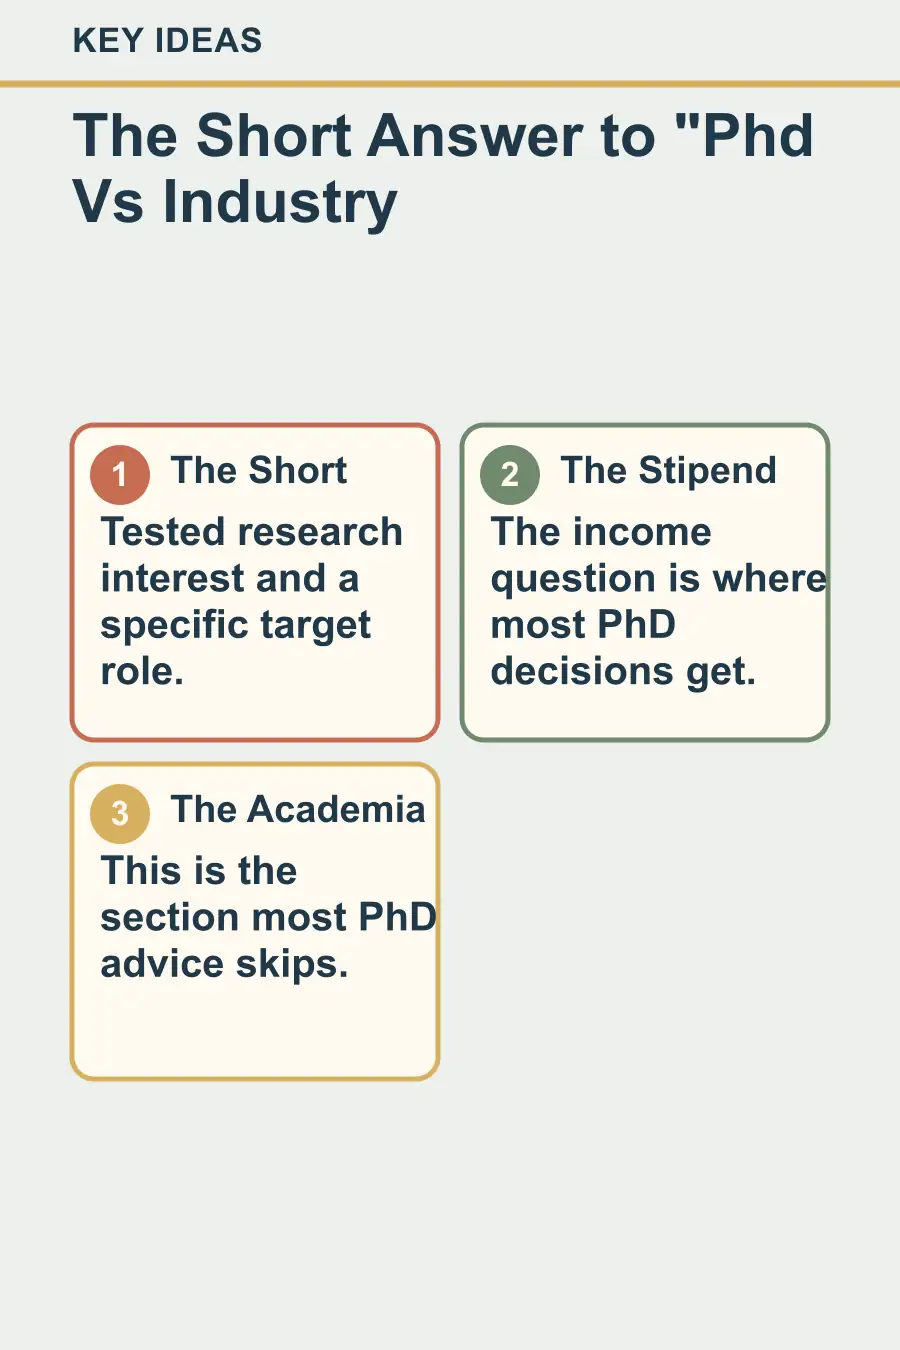 KEY IDEAS
The Short Answer to "Phd
Vs Industry
1 The Short
Tested research
interest and a
specific target
role.
2 The Stipend
The income
question is where
most PhD
decisions get.
3 The Academia
This is the
section most PhD
advice skips.